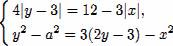 4|y − 3| = 12 − 3|x|,
y² − a² = 3(2y − 3) − x²